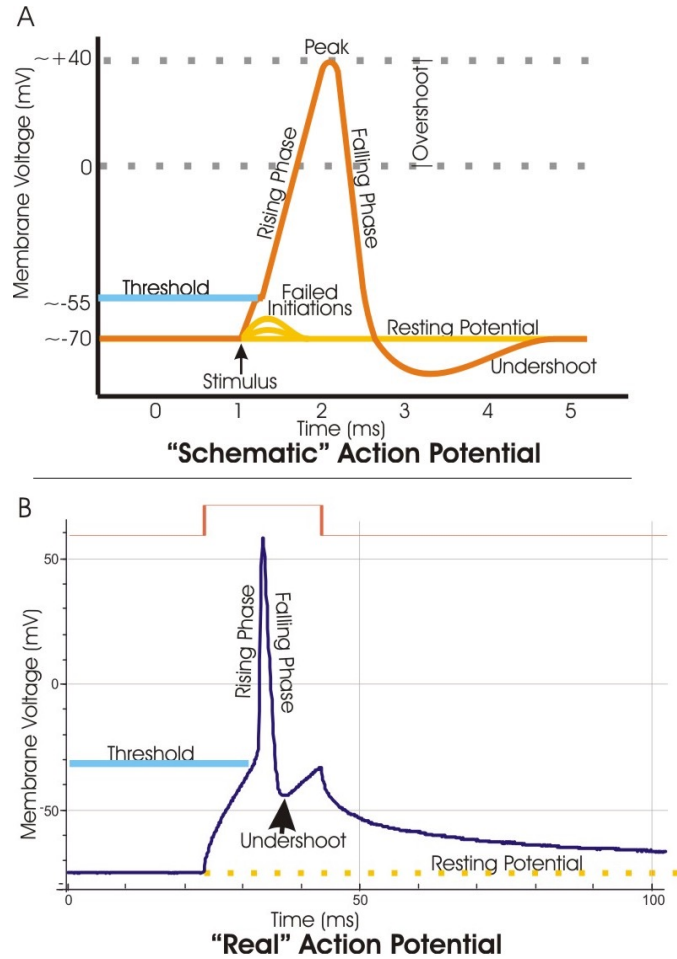 A
Membrane Voltage (mV)
~+40
0
~-55
~-70
Peak
|Overshoot|
Rising Phase
Falling Phase
Threshold
Failed
Initiations
Resting Potential
Stimulus
Undershoot
0 1 2 3 4 5
Time (ms)
“Schematic” Action Potential
B
Membrane Voltage (mV)
50
0
-50
Rising Phase
Falling Phase
Threshold
Undershoot
Resting Potential
0 50 100
Time (ms)
“Real” Action Potential